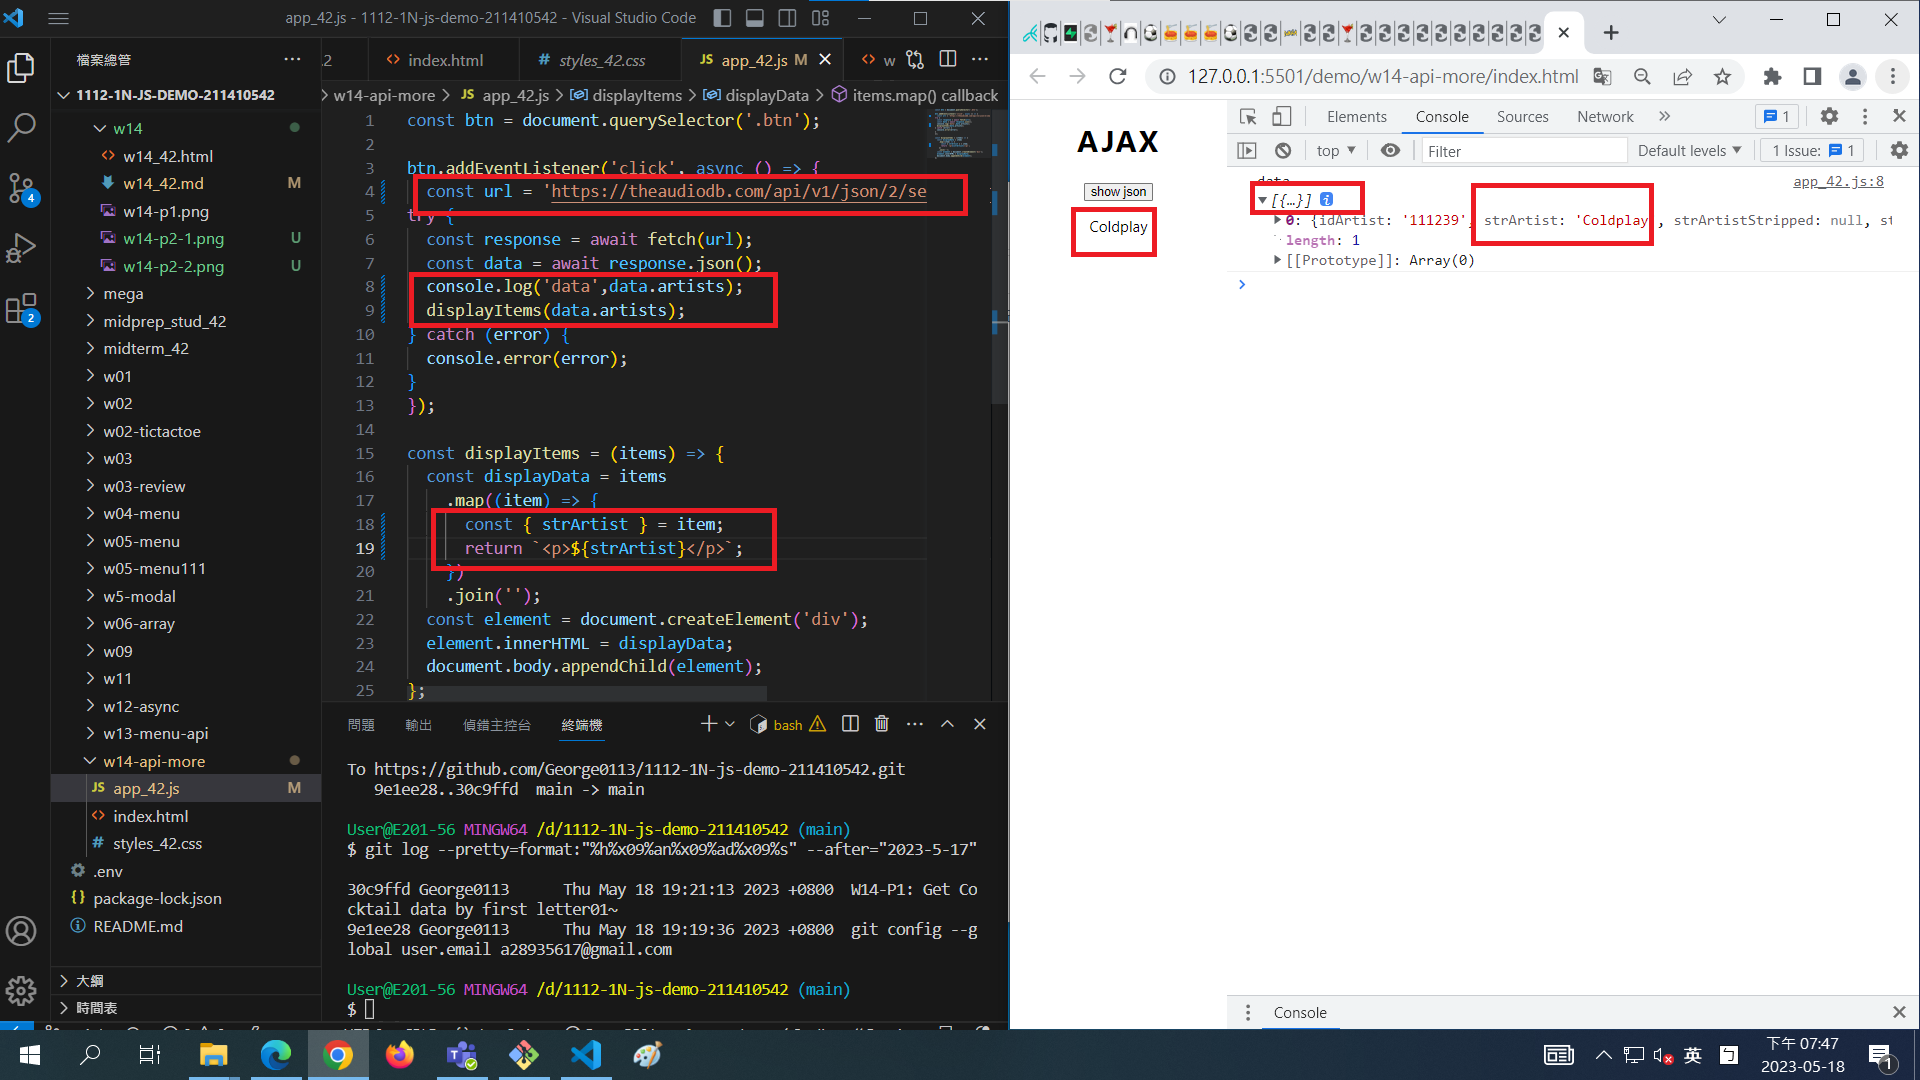 app_42.js - 1112-1N-js-demo-211410542 - Visual Studio Code
檔案總管
1112-1N-JS-DEMO-211410542
w14
w14_42.html
w14_42.md M
w14-p1.png
w14-p2-1.png U
w14-p2-2.png U
mega
midprep_stud_42
midterm_42
w01
w02
w02-tictactoe
w03
w03-review
w04-menu
w05-menu
w05-menu111
w5-modal
w06-array
w09
w11
w12-async
w13-menu-api
w14-api-more
JS app_42.js M
index.html
# styles_42.css
.env
package-lock.json
README.md
大綱
時間表
4
2
.2 index.html # styles_42.css JS app_42.js M w
w14-api-more > JS app_42.js > displayItems > displayData > items.map() callback
1 const btn = document.querySelector('.btn');
2
3 btn.addEventListener('click', async () => {
4 const url = 'https://theaudiodb.com/api/v1/json/2/se
5 try {
6 const response = await fetch(url);
7 const data = await response.json();
8 console.log('data',data.artists);
9 displayItems(data.artists);
10 } catch (error) {
11 console.error(error);
12 }
13 });
14
15 const displayItems = (items) => {
16 const displayData = items
17 .map((item) => {
18 const { strArtist } = item;
19 return `<p>${strArtist}</p>`;
20 })
21 .join('');
22 const element = document.createElement('div');
23 element.innerHTML = displayData;
24 document.body.appendChild(element);
25 };
問題 輸出 偵錯主控台 終端機 bash
To https://github.com/George0113/1112-1N-js-demo-211410542.git
9e1ee28..30c9ffd main -> main
User@E201-56 MINGW64 /d/1112-1N-js-demo-211410542 (main)
$ git log --pretty=format:"%h%x09%an%x09%ad%x09%s" --after="2023-5-17"
30c9ffd George0113 Thu May 18 19:21:13 2023 +0800 W14-P1: Get Co
cktail data by first letter01~
9e1ee28 George0113 Thu May 18 19:19:36 2023 +0800 git config --g
lobal user.email a28935617@gmail.com
User@E201-56 MINGW64 /d/1112-1N-js-demo-211410542 (main)
$
127.0.0.1:5501/demo/w14-api-more/index.html
AJAX
show json
Coldplay
Elements Console Sources Network 1
top Filter Default levels 1 Issue: 1
data app_42.js:8
[{…}]
0: {idArtist: '111239', strArtist: 'Coldplay', strArtistStripped: null, st
length: 1
[[Prototype]]: Array(0)
Console
英
下午 07:47
2023-05-18
1